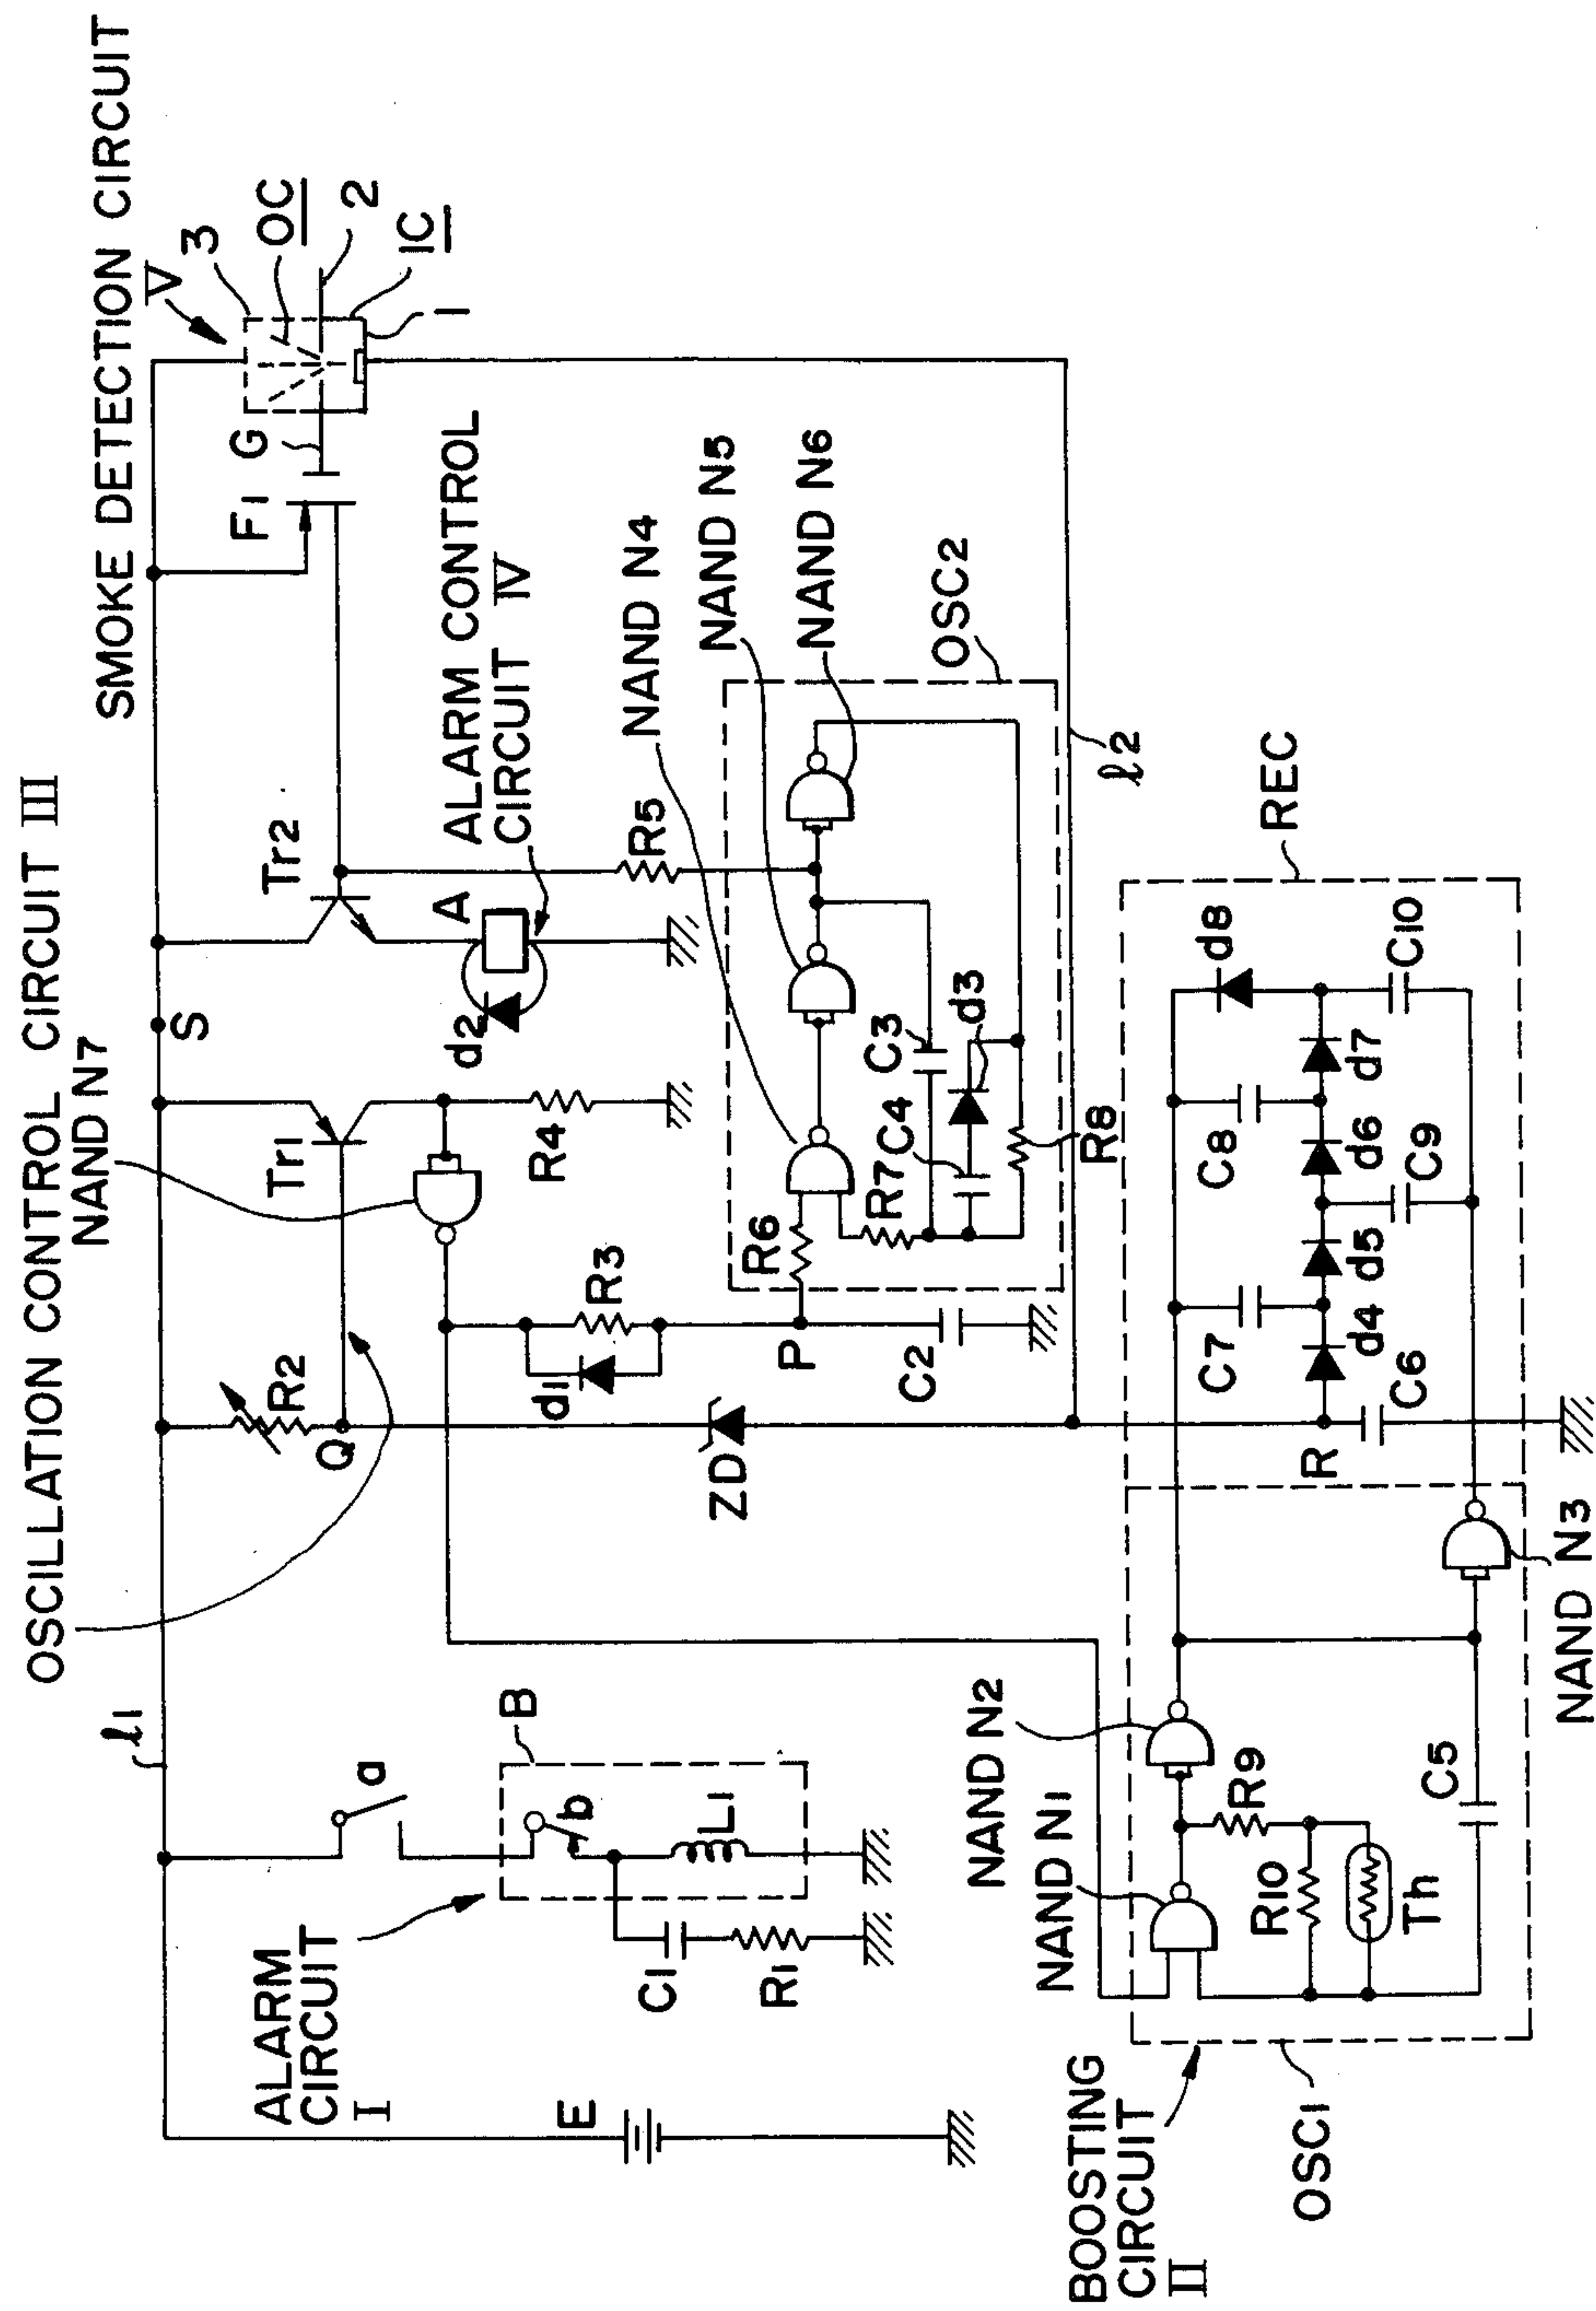 OSCILLATION CONTROL CIRCUIT III
NAND N7
SMOKE DETECTION CIRCUIT
V
3
OC
2
IC
1
G
F1
ℓ1
S
Tr1
Tr2
R2
Q
a
B
b
L1
C1
R1
ALARM
CIRCUIT
I
E
d1
R3
R4
P
C2
ZD
A
d2
ALARM CONTROL
CIRCUIT IV
R5
NAND N4
NAND N5
NAND N6
OSC2
R6
R7
C4
C3
d3
R8
ℓ2
BOOSTING
CIRCUIT
II
OSC1
NAND N1
NAND N2
NAND N3
R9
R10
Th
C5
REC
R
C6
C7
C8
C9
C10
d4
d5
d6
d7
d8